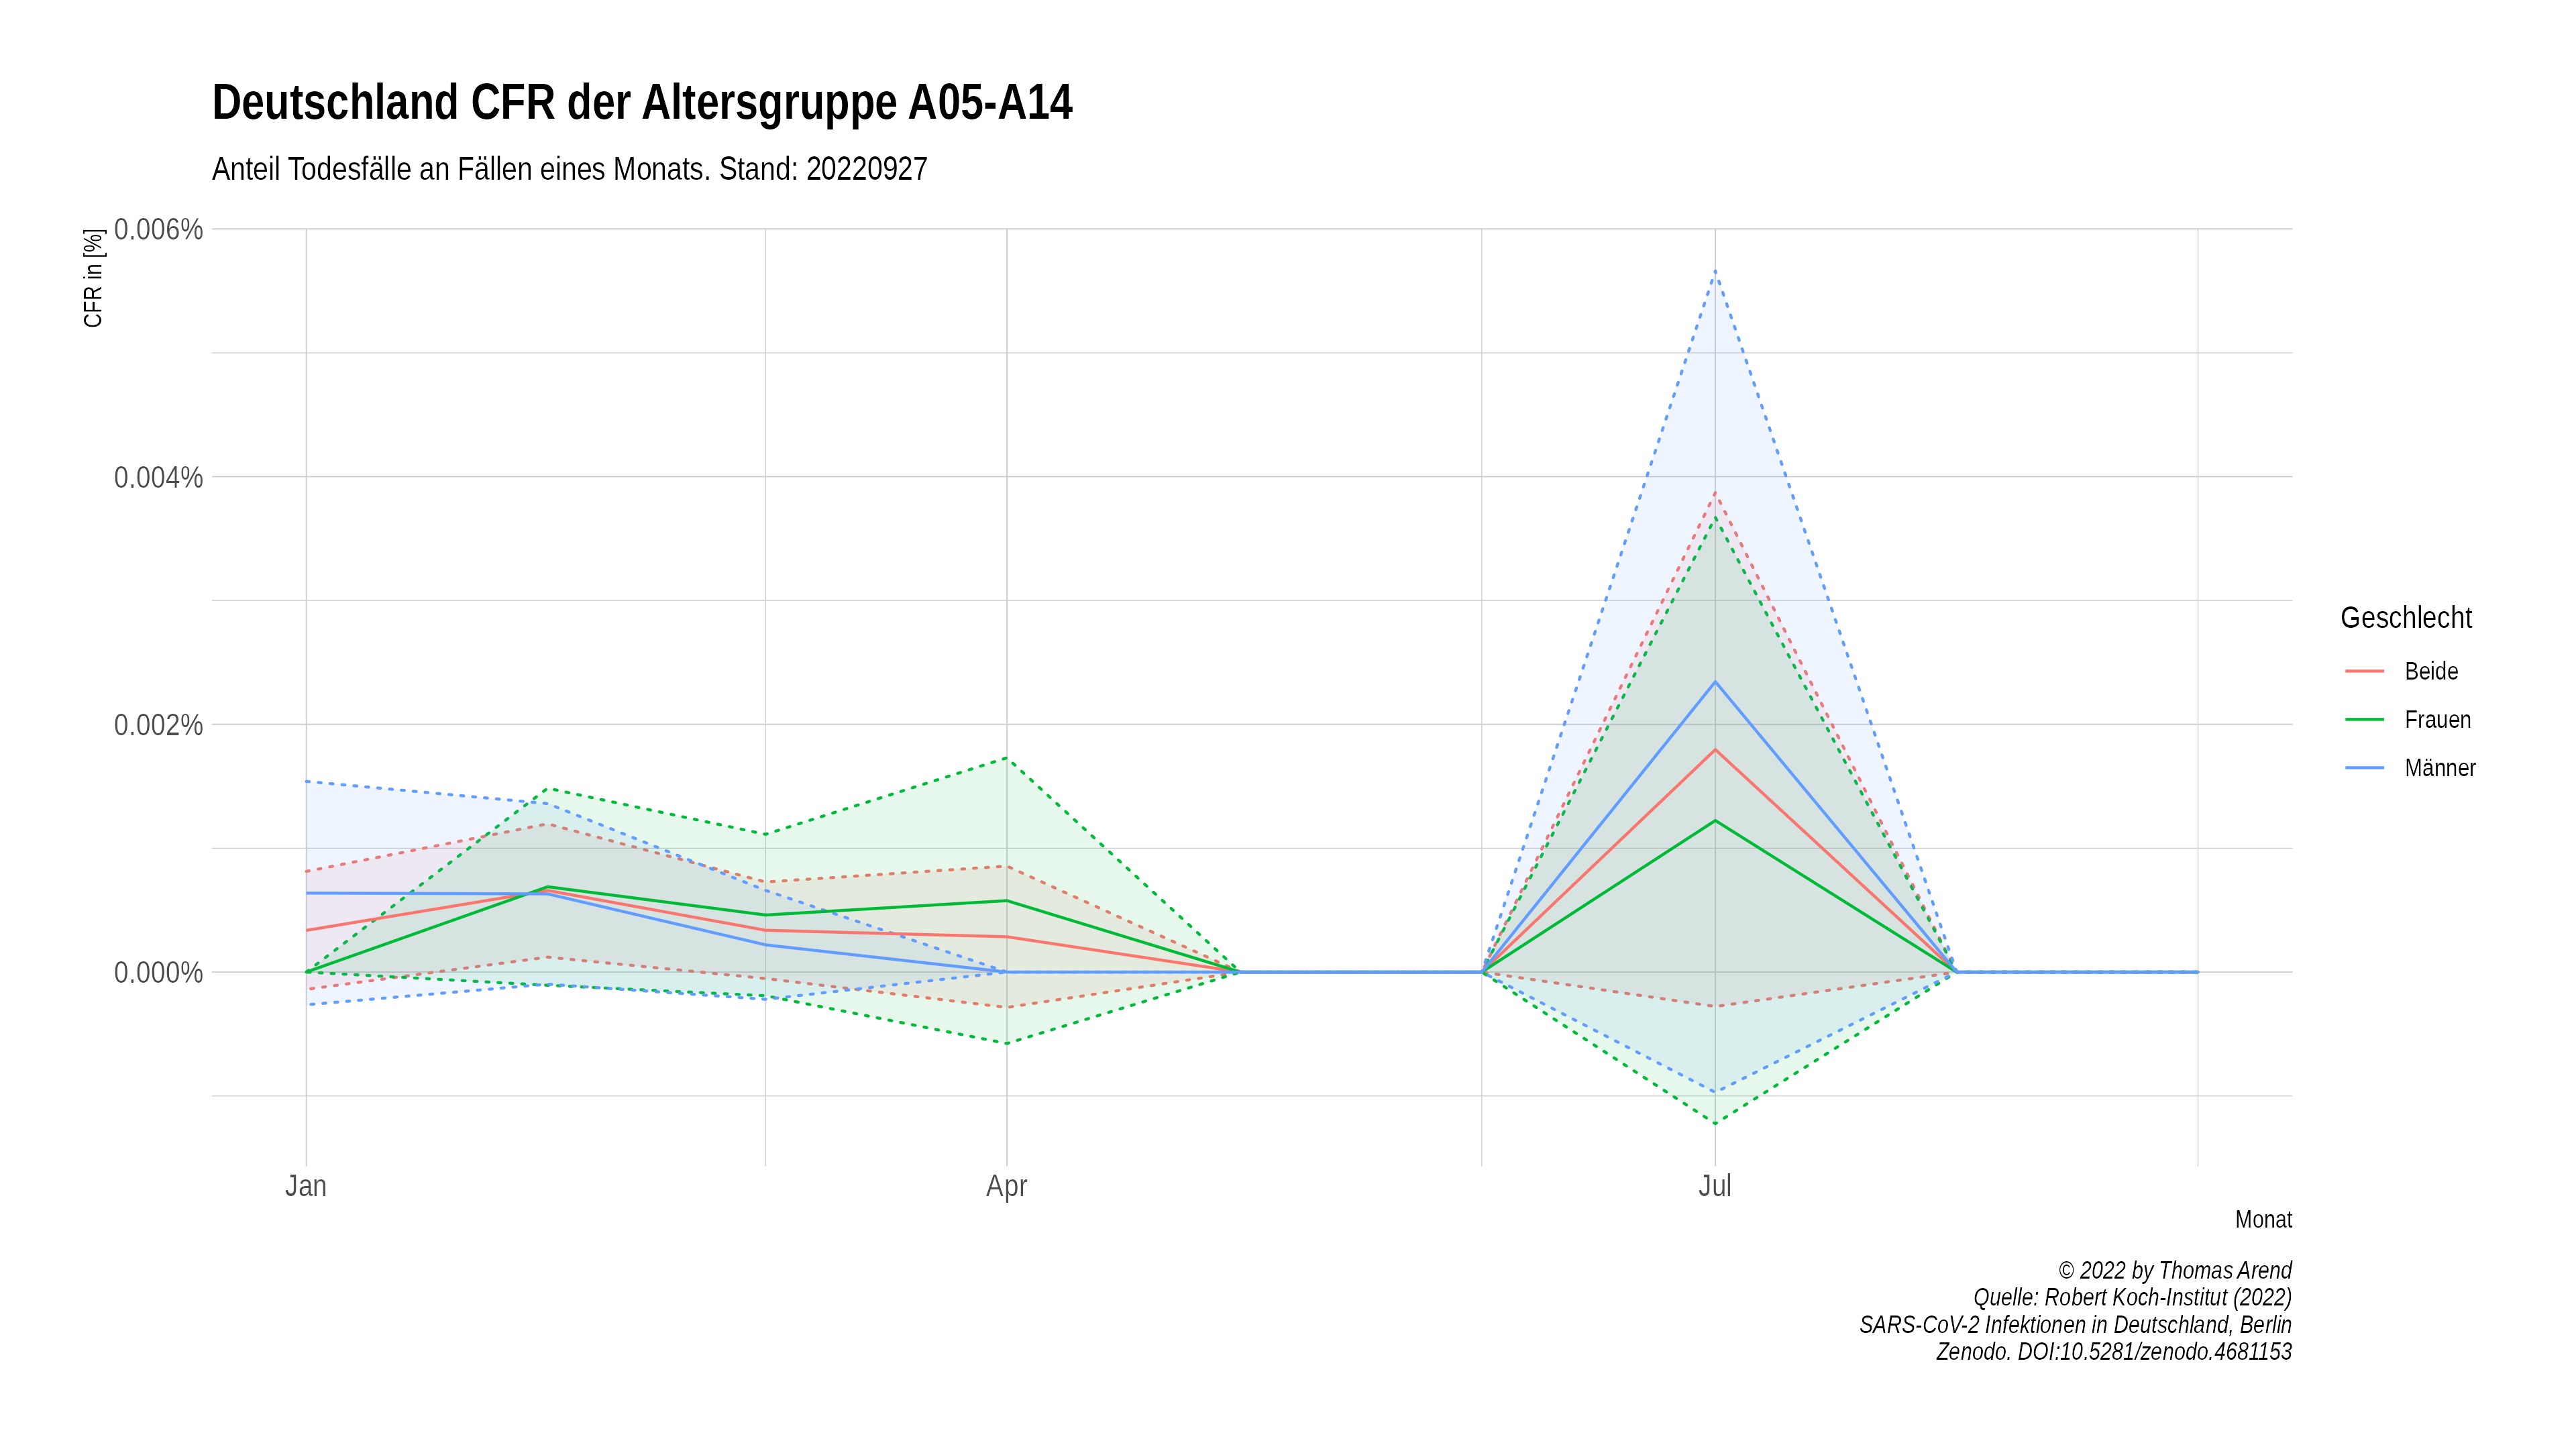 Deutschland CFR der Altersgruppe A05-A14
Anteil Todesfälle an Fällen eines Monats. Stand: 20220927
CFR in [%]
0.006%
0.004%
0.002%
0.000%
Jan
Apr
Jul
Monat
Geschlecht
Beide
Frauen
Männer
© 2022 by Thomas Arend
Quelle: Robert Koch-Institut (2022)
SARS-CoV-2 Infektionen in Deutschland, Berlin
Zenodo. DOI:10.5281/zenodo.4681153